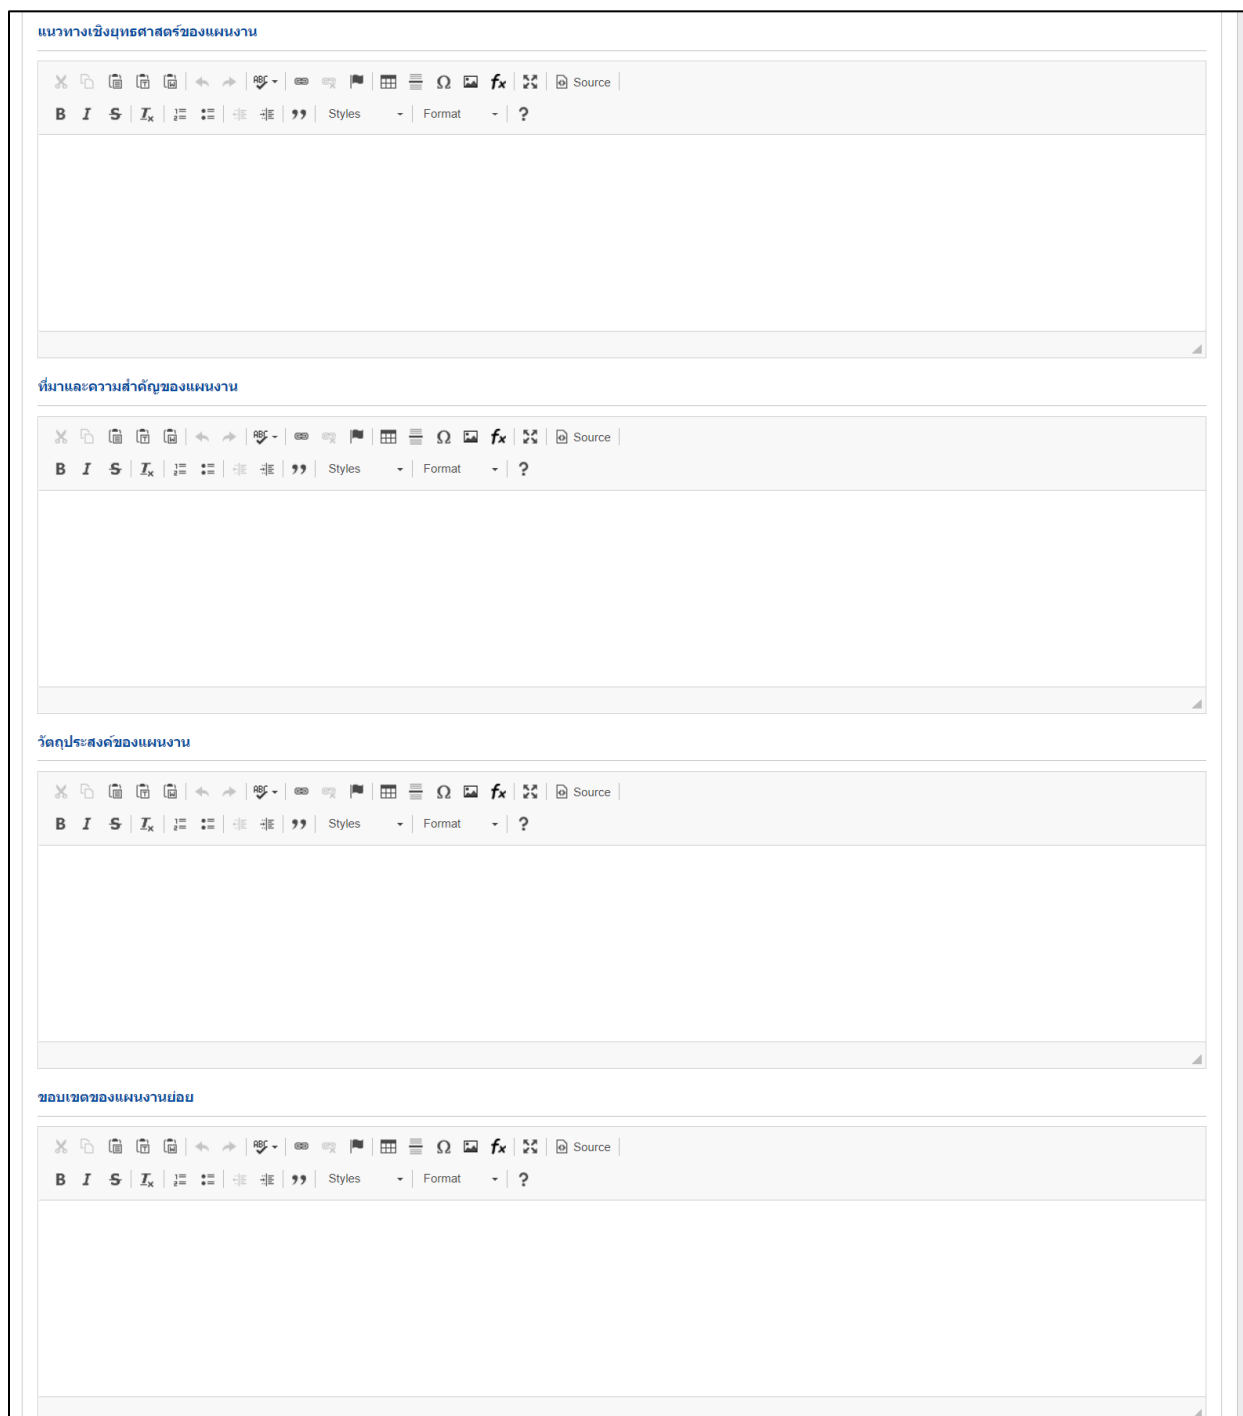 แนวทางเชิงยุทธศาสตร์ของแผนงาน
Source
Styles Format ?
ที่มาและความสำคัญของแผนงาน
Source
Styles Format ?
วัตถุประสงค์ของแผนงาน
Source
Styles Format ?
ขอบเขตของแผนงานย่อย
Source
Styles Format ?